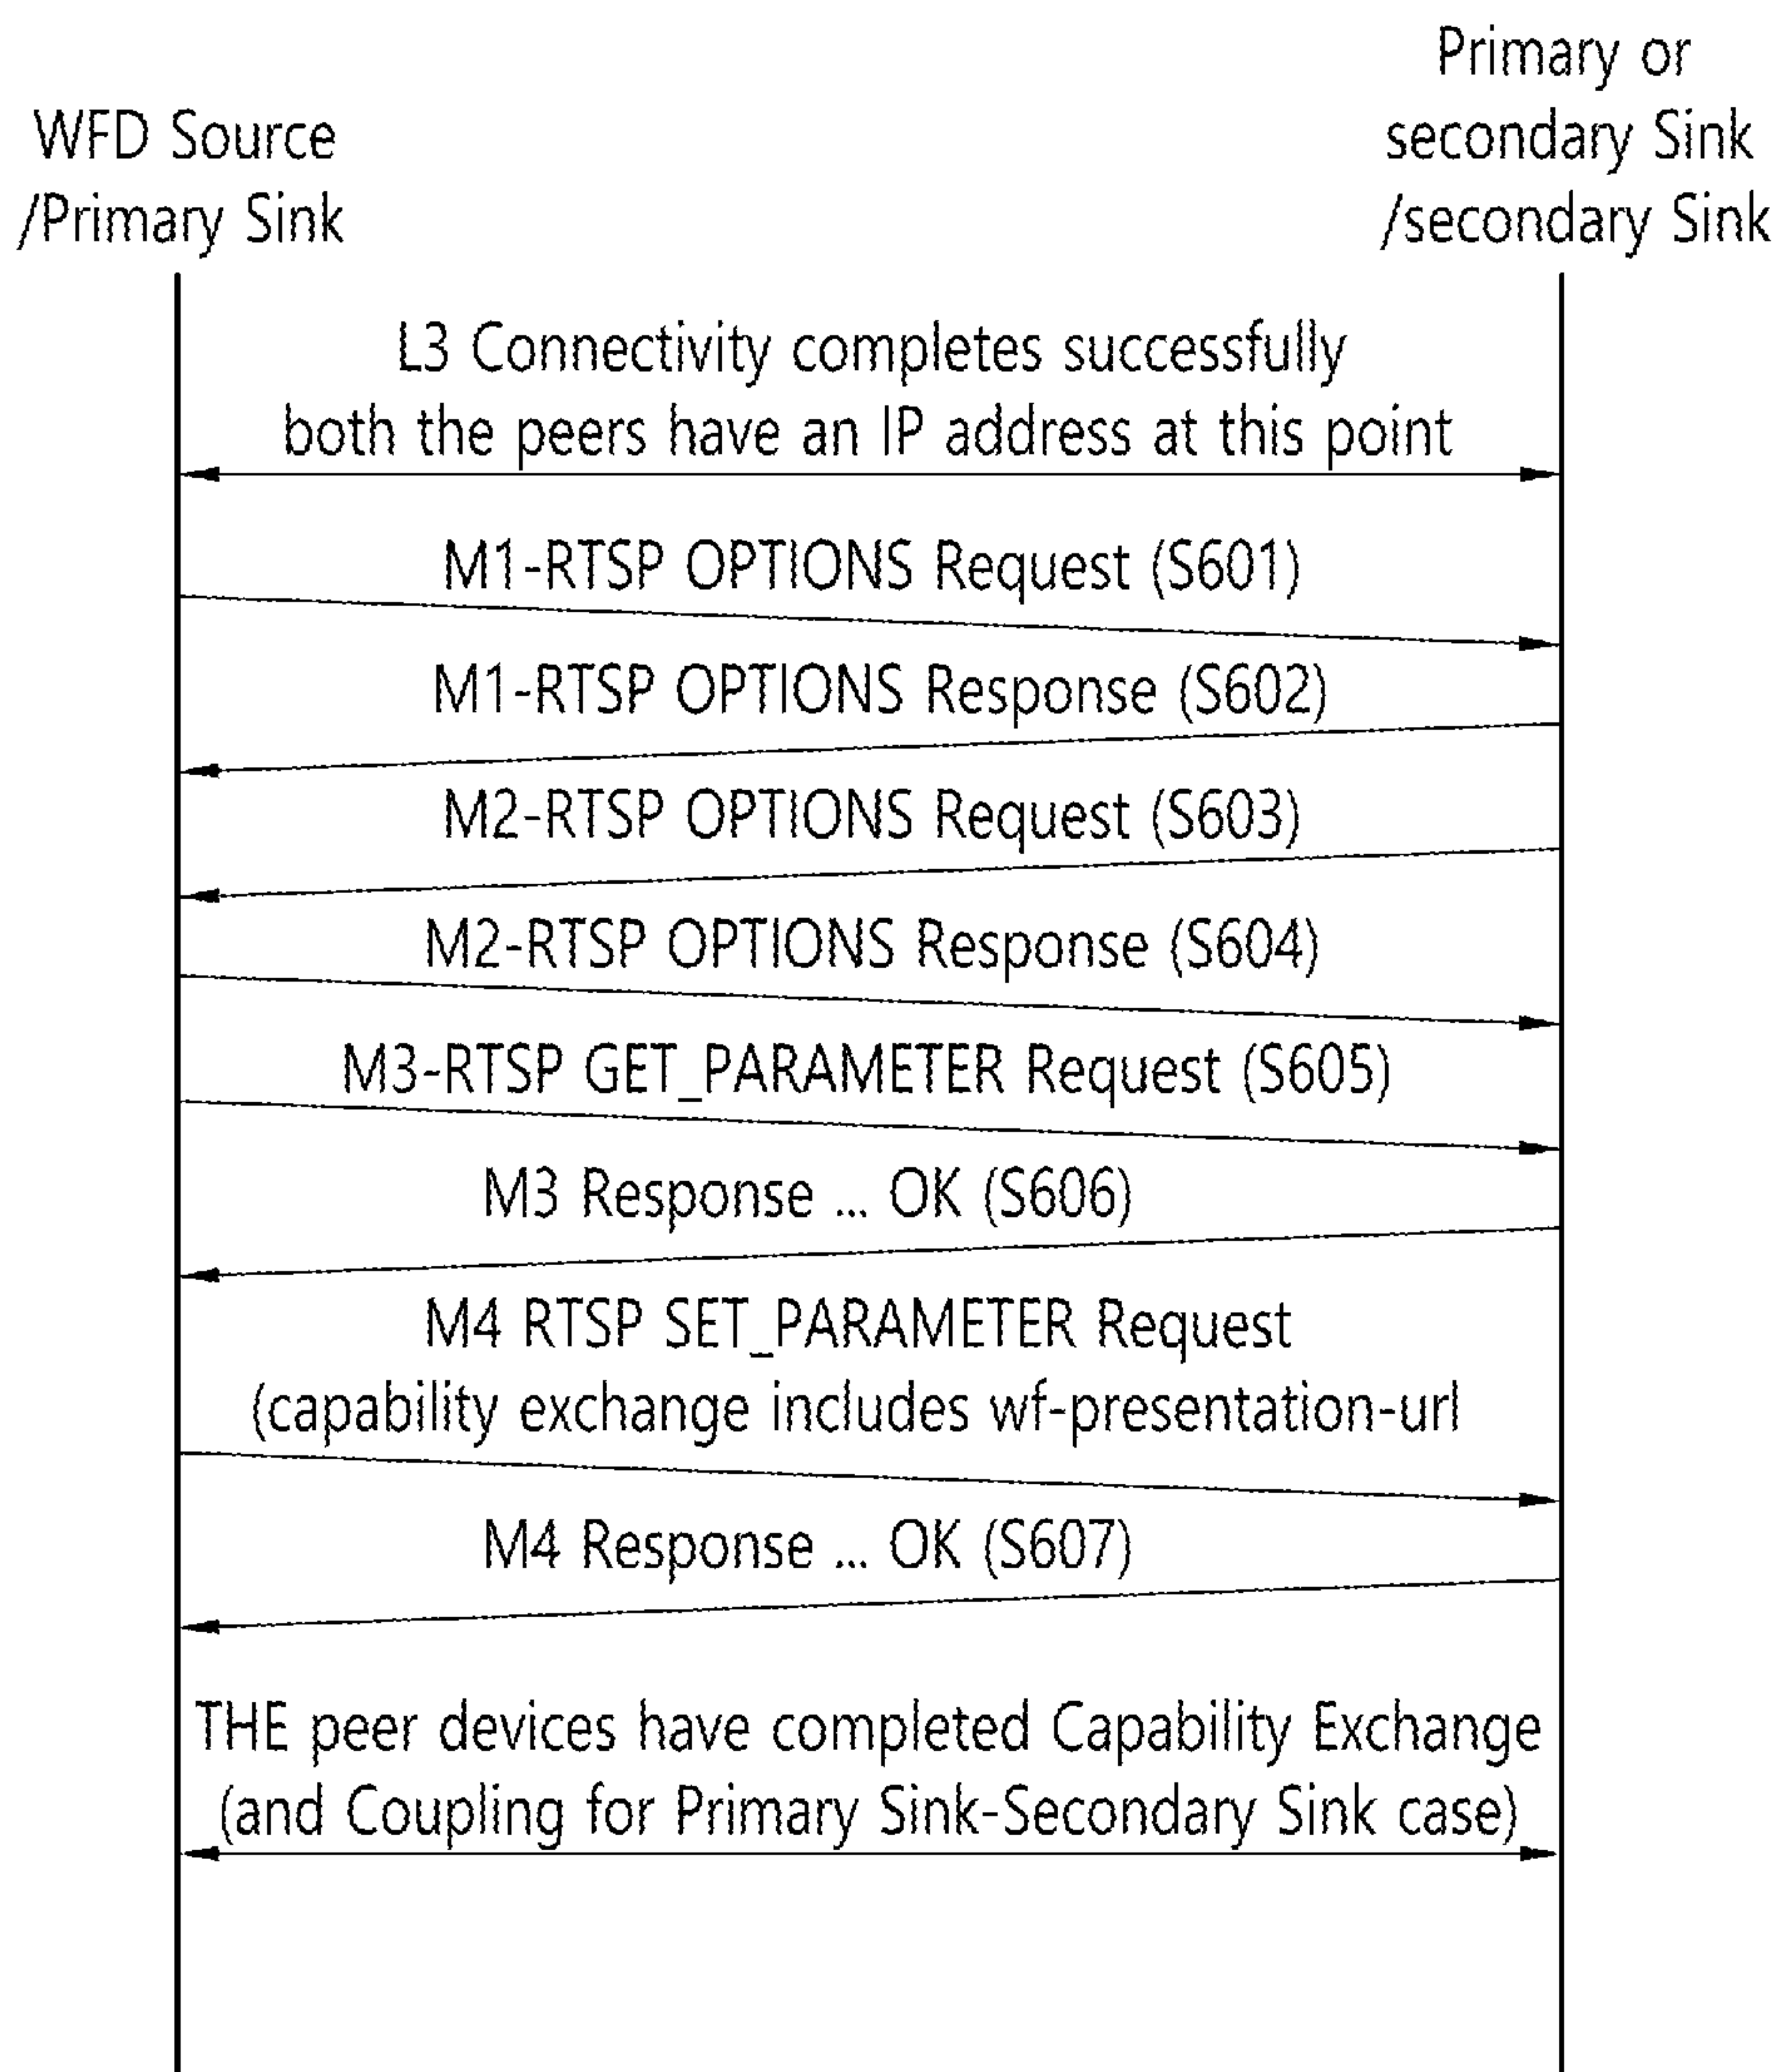 WFD Source
/Primary Sink
Primary or
secondary Sink
/secondary Sink
L3 Connectivity completes successfully
both the peers have an IP address at this point
M1-RTSP OPTIONS Request (S601)
M1-RTSP OPTIONS Response (S602)
M2-RTSP OPTIONS Request (S603)
M2-RTSP OPTIONS Response (S604)
M3-RTSP GET_PARAMETER Request (S605)
M3 Response ... OK (S606)
M4 RTSP SET_PARAMETER Request
(capability exchange includes wf-presentation-url
M4 Response ... OK (S607)
THE peer devices have completed Capability Exchange
(and Coupling for Primary Sink-Secondary Sink case)